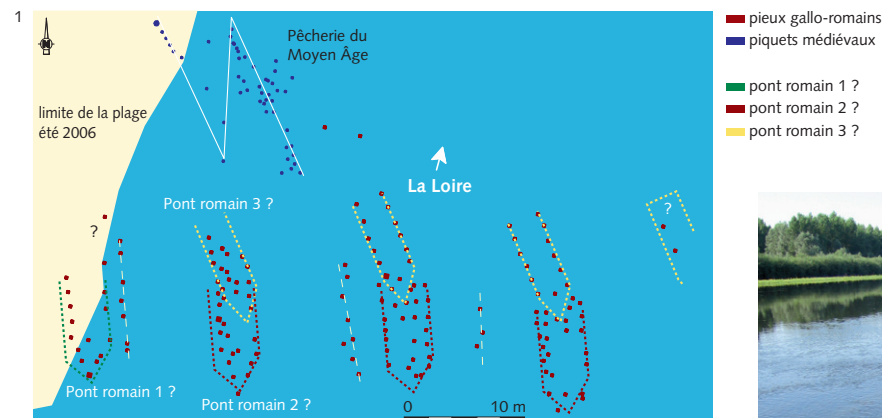 1
Pêcherie du
Moyen Âge
limite de la plage
été 2006
La Loire
Pont romain 3 ?
?
?
Pont romain 1 ?
Pont romain 2 ?
0 10 m
pieux gallo-romains
piquets médiévaux
pont romain 1 ?
pont romain 2 ?
pont romain 3 ?